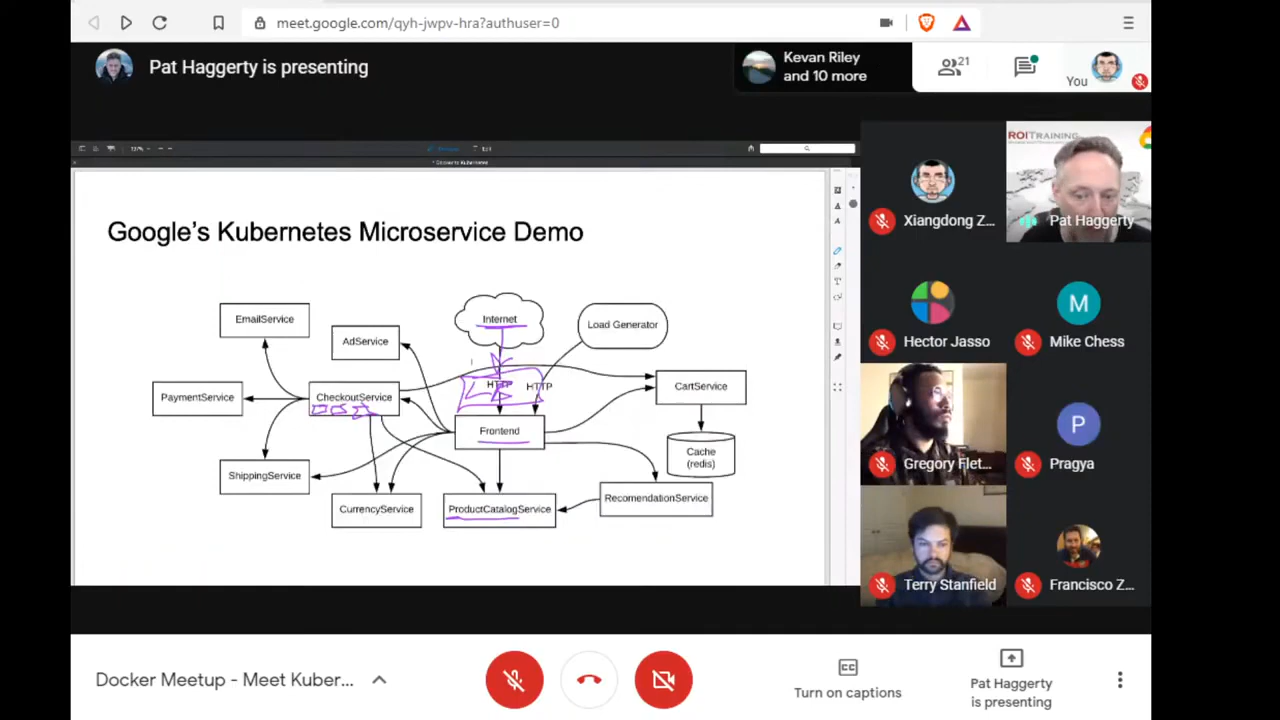 meet.google.com/qyh-jwpv-hra?authuser=0
Pat Haggerty is presenting
Kevan Riley
and 10 more
21
You
Google's Kubernetes Microservice Demo
Internet
Load Generator
EmailService
AdService
HTTP
HTTP
PaymentService
CheckoutService
CartService
Frontend
Cache
(redis)
ShippingService
CurrencyService
ProductCatalogService
RecomendationService
ROITRAINING
Xiangdong Z...
Pat Haggerty
Hector Jasso
M
Mike Chess
Gregory Flet...
P
Pragya
Terry Stanfield
Francisco Z...
Docker Meetup - Meet Kuber...
CC
Turn on captions
Pat Haggerty
is presenting